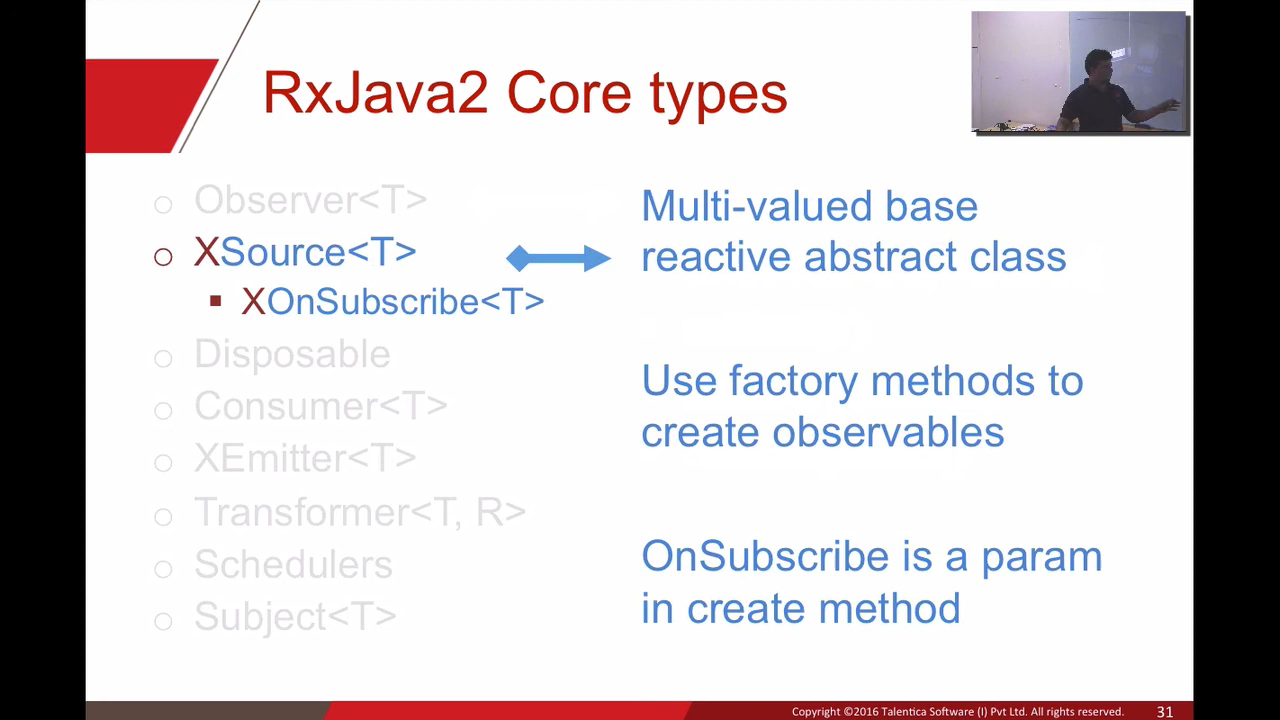 RxJava2 Core types
Observer<T>
XSource<T>
XOnSubscribe<T>
Disposable
Consumer<T>
XEmitter<T>
Transformer<T, R>
Schedulers
Subject<T>
Multi-valued base
reactive abstract class
Use factory methods to
create observables
OnSubscribe is a param
in create method
Copyright ©2016 Talentica Software (I) Pvt Ltd. All rights reserved.
31